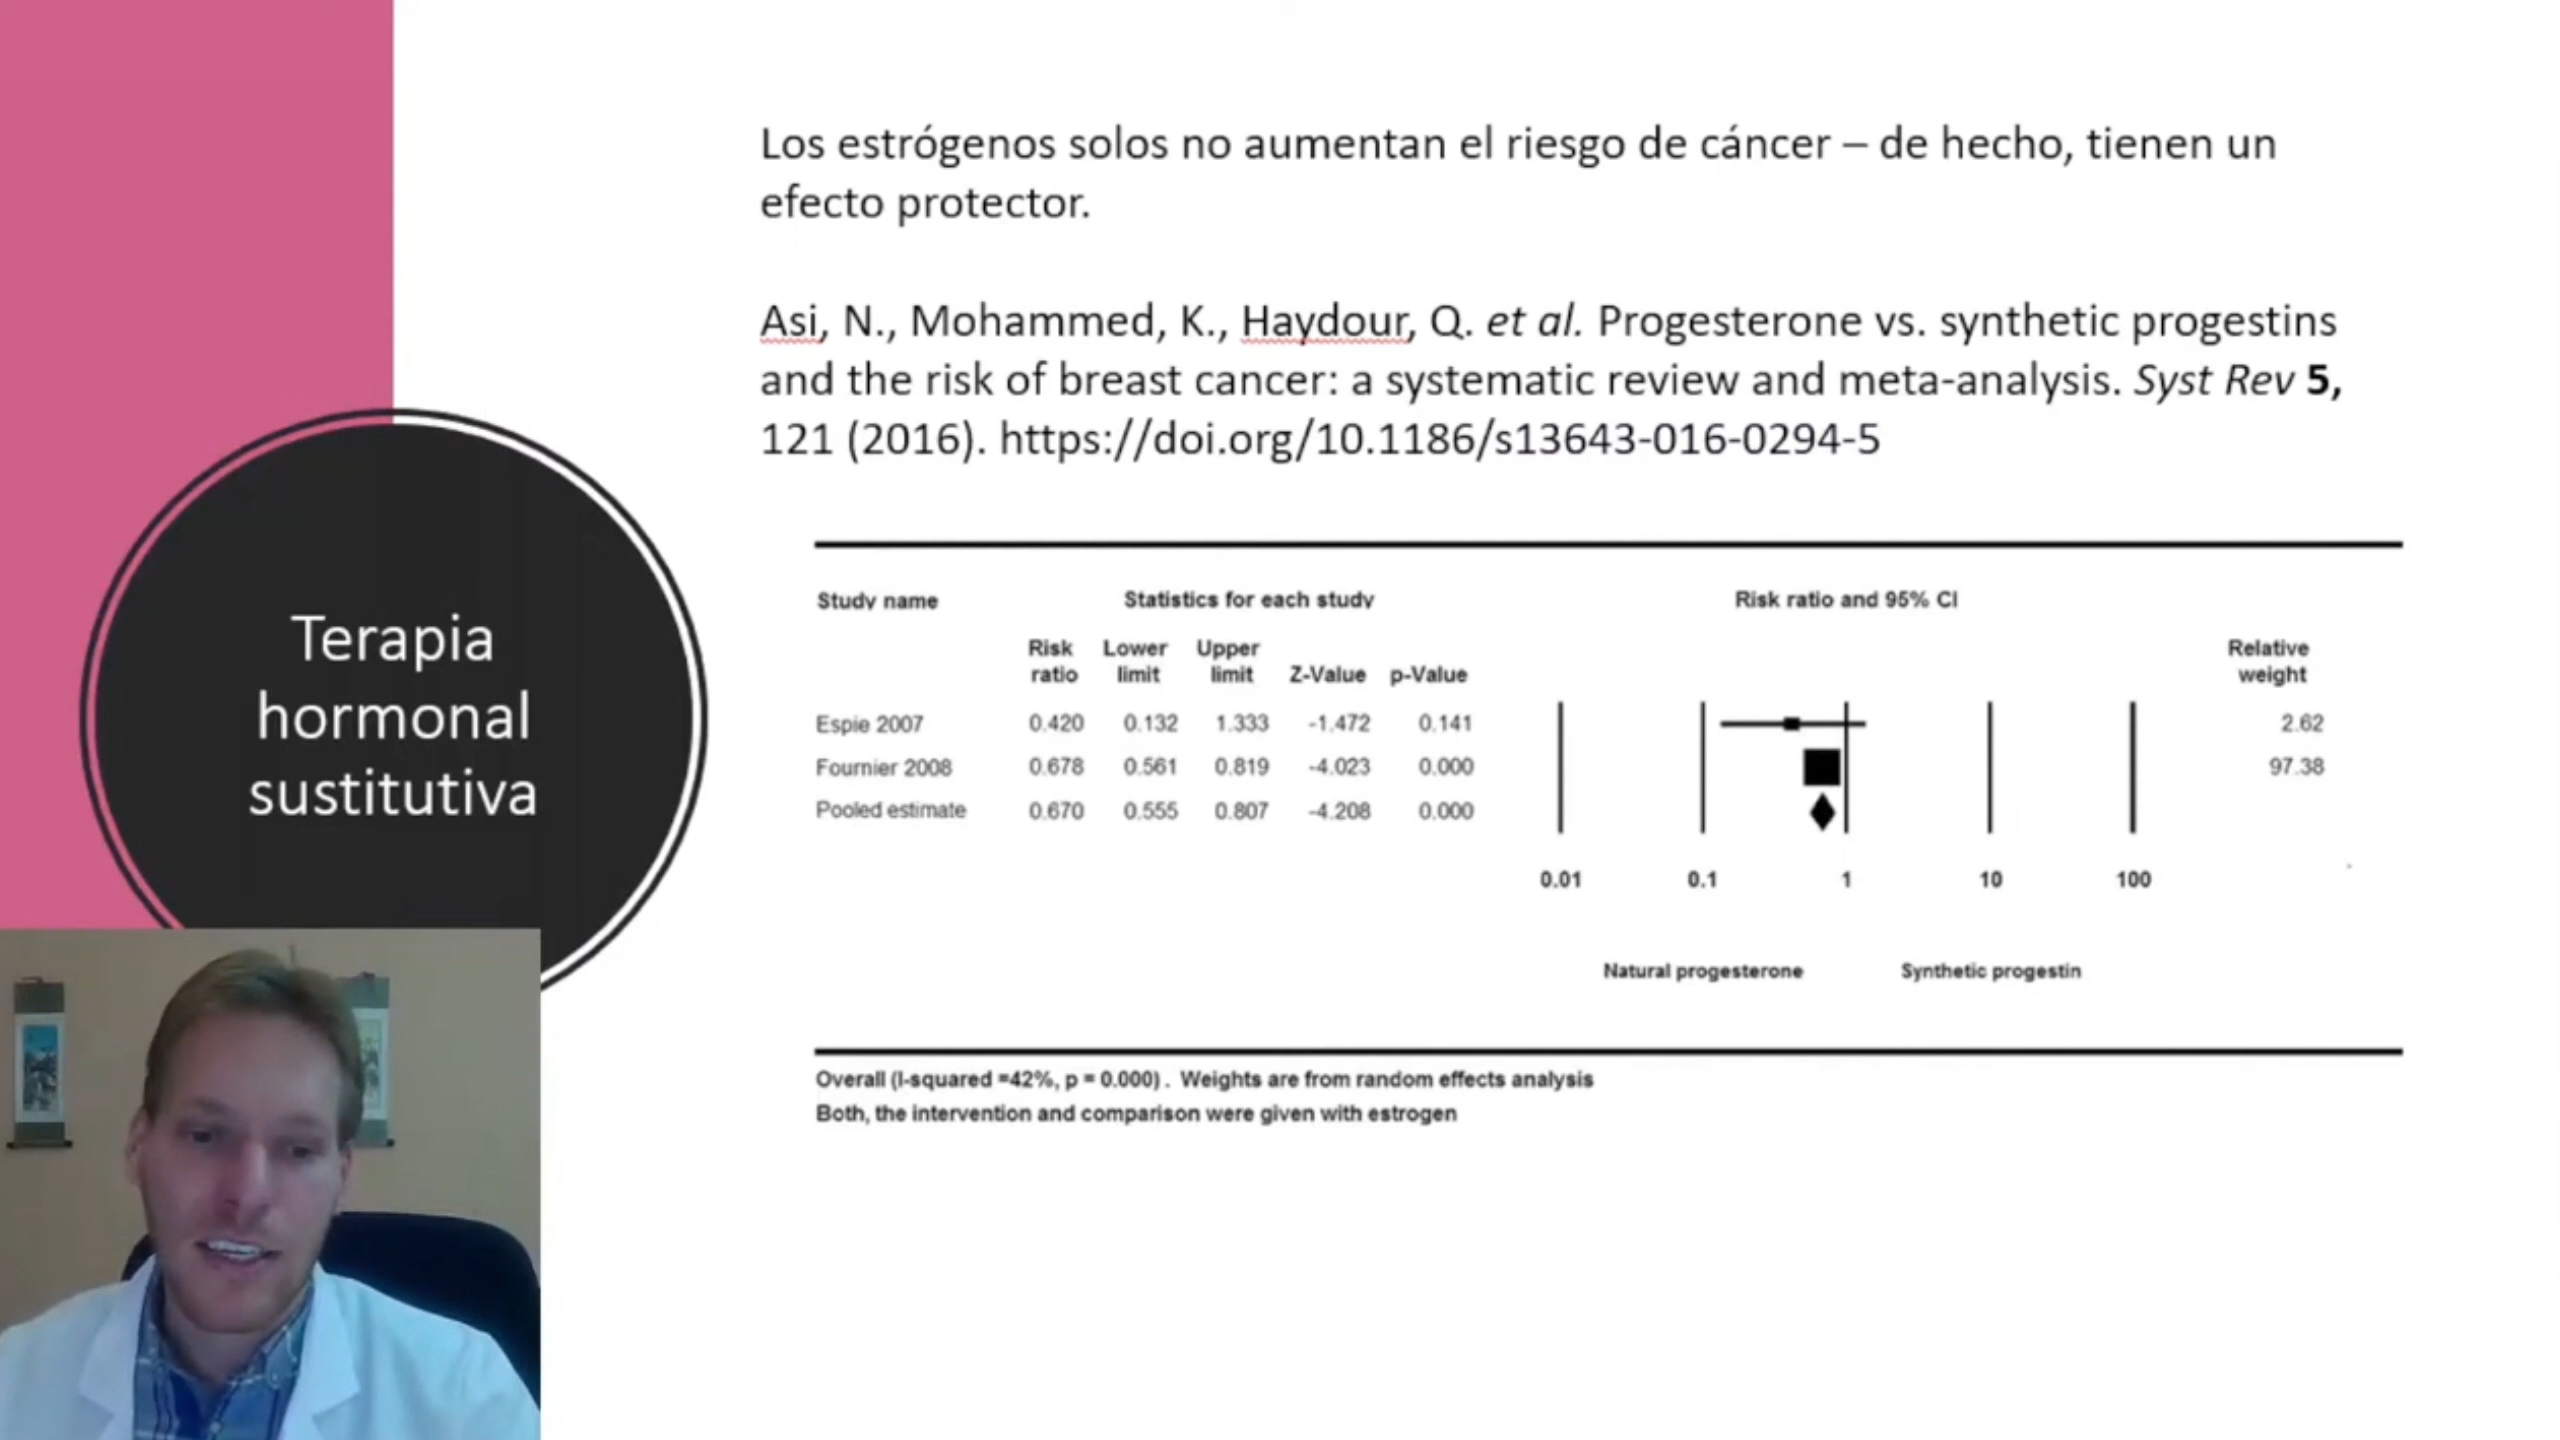 Los estrógenos solos no aumentan el riesgo de cáncer – de hecho, tienen un
efecto protector.
Asi, N., Mohammed, K., Haydour, Q. et al. Progesterone vs. synthetic progestins
and the risk of breast cancer: a systematic review and meta-analysis. Syst Rev 5,
121 (2016). https://doi.org/10.1186/s13643-016-0294-5
Terapia
hormonal
sustitutiva
Study name Statistics for each study Risk ratio and 95% CI
Risk Lower Upper Relative
ratio limit limit Z-Value p-Value weight
Espie 2007 0.420 0.132 1.333 -1.472 0.141 2.62
Fournier 2008 0.678 0.561 0.819 -4.023 0.000 97.38
Pooled estimate 0.670 0.555 0.807 -4.208 0.000
0.01 0.1 1 10 100
Natural progesterone Synthetic progestin
Overall (I-squared =42%, p = 0.000) . Weights are from random effects analysis
Both, the intervention and comparison were given with estrogen